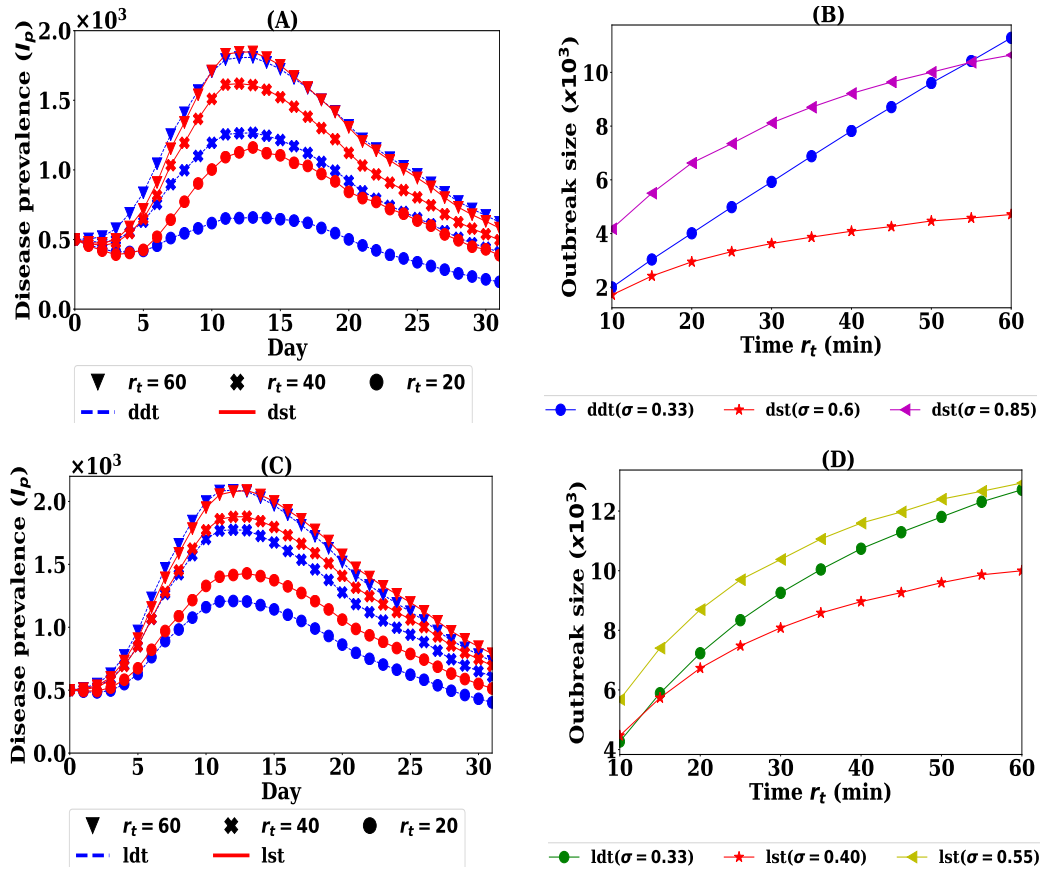 (A)
×10³
Disease prevalence (I_p)
2.0
1.5
1.0
0.5
0.0
0 5 10 15 20 25 30
Day
r_t = 60 r_t = 40 r_t = 20
ddt dst
(B)
Outbreak size (x10³)
10
8
6
4
2
10 20 30 40 50 60
Time r_t (min)
ddt(σ = 0.33) dst(σ = 0.6) dst(σ = 0.85)
(C)
×10³
Disease prevalence (I_p)
2.0
1.5
1.0
0.5
0.0
0 5 10 15 20 25 30
Day
r_t = 60 r_t = 40 r_t = 20
ldt lst
(D)
Outbreak size (x10³)
12
10
8
6
4
10 20 30 40 50 60
Time r_t (min)
ldt(σ = 0.33) lst(σ = 0.40) lst(σ = 0.55)